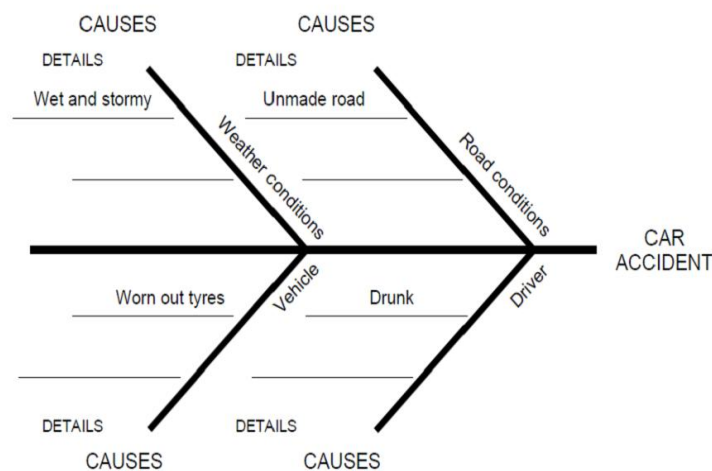 CAUSES
CAUSES
DETAILS
DETAILS
Wet and stormy
Unmade road
Weather conditions
Road conditions
CAR
ACCIDENT
Vehicle
Driver
Worn out tyres
Drunk
DETAILS
DETAILS
CAUSES
CAUSES